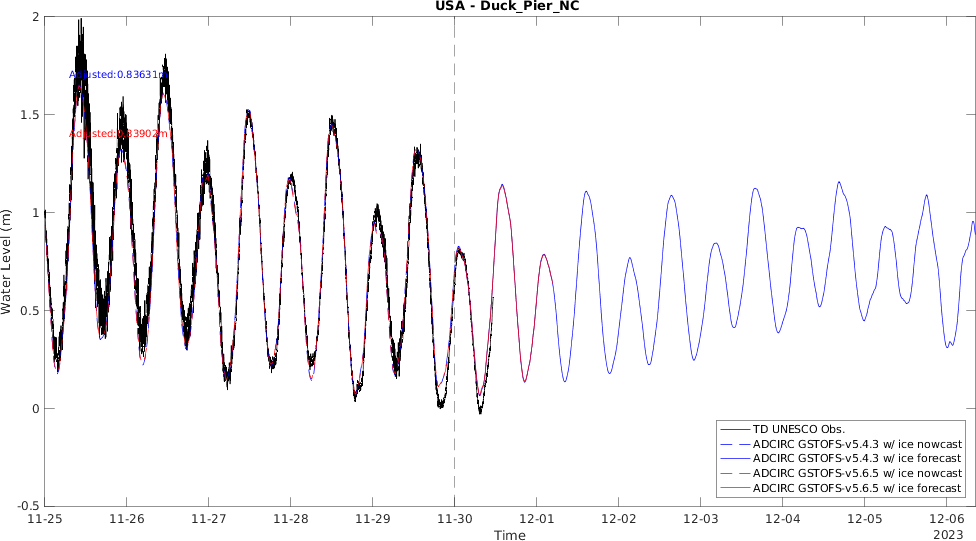 USA - Duck_Pier_NC
2
1.5
1
0.5
0
-0.5
Water Level (m)
Adjusted:0.83631m
Adjusted:0.83902m
TD UNESCO Obs.
ADCIRC GSTOFS-v5.4.3 w/ ice nowcast
ADCIRC GSTOFS-v5.4.3 w/ ice forecast
ADCIRC GSTOFS-v5.6.5 w/ ice nowcast
ADCIRC GSTOFS-v5.6.5 w/ ice forecast
11-25 11-26 11-27 11-28 11-29 11-30 12-01 12-02 12-03 12-04 12-05 12-06
Time
2023